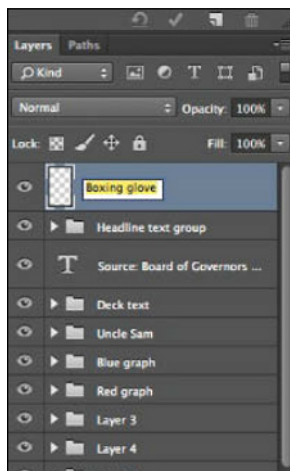 Layers Paths
Kind
Normal Opacity: 100%
Lock: Fill: 100%
Boxing glove
Headline text group
T Source: Board of Governors ...
Deck text
Uncle Sam
Blue graph
Red graph
Layer 3
Layer 4